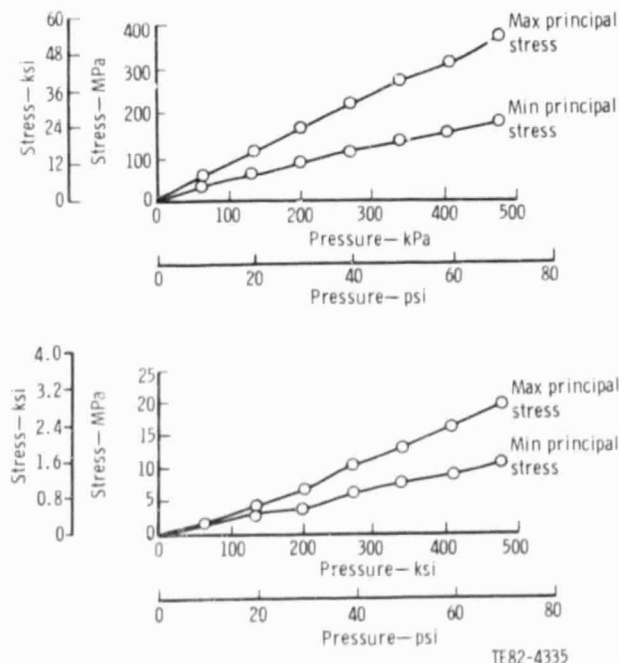 60
48
36
24
12
0
Stress—ksi
400
300
200
100
0
Stress—MPa
Max principal
stress
Min principal
stress
0 100 200 300 400 500
Pressure—kPa
0 20 40 60 80
Pressure—psi
4.0
3.2
2.4
1.6
0.8
0
Stress—ksi
25
20
15
10
5
0
Stress—MPa
Max principal
stress
Min principal
stress
0 100 200 300 400 500
Pressure—ksi
0 20 40 60 80
Pressure—psi
TE82-4335